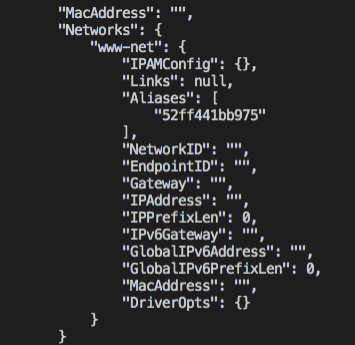 "MacAddress": "",
"Networks": {
"www-net": {
"IPAMConfig": {},
"Links": null,
"Aliases": [
"52ff441bb975"
],
"NetworkID": "",
"EndpointID": "",
"Gateway": "",
"IPAddress": "",
"IPPrefixLen": 0,
"IPv6Gateway": "",
"GlobalIPv6Address": "",
"GlobalIPv6PrefixLen": 0,
"MacAddress": "",
"DriverOpts": {}
}
}